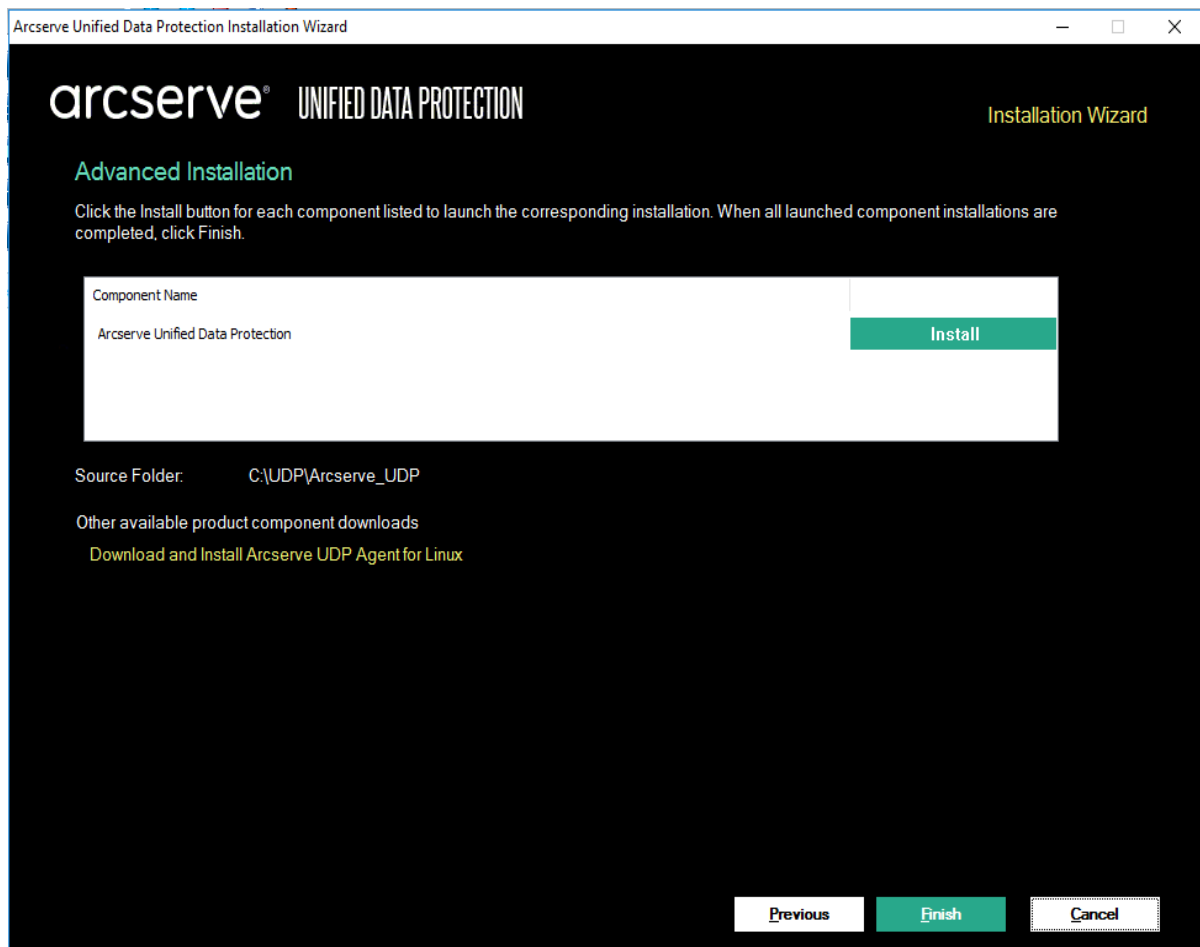 Arcserve Unified Data Protection Installation Wizard
arcserve® UNIFIED DATA PROTECTION
Installation Wizard
Advanced Installation
Click the Install button for each component listed to launch the corresponding installation. When all launched component installations are
completed, click Finish.
Component Name
Arcserve Unified Data Protection Install
Source Folder: C:\UDP\Arcserve_UDP
Other available product component downloads
Download and Install Arcserve UDP Agent for Linux
Previous Finish Cancel